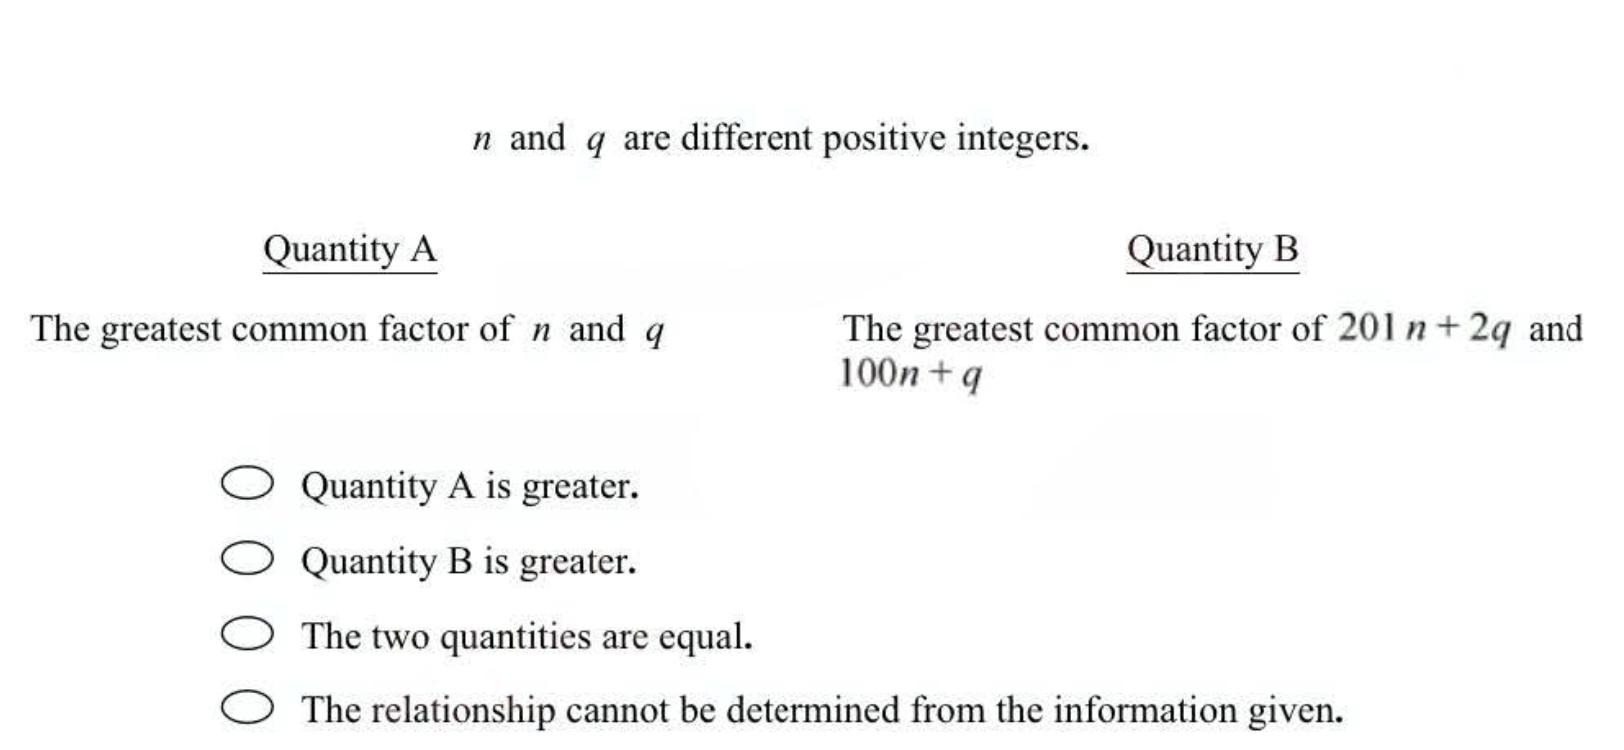 n and q are different positive integers.
Quantity A
Quantity B
The greatest common factor of n and q
The greatest common factor of 201 n + 2q and
100n + q
Quantity A is greater.
Quantity B is greater.
The two quantities are equal.
The relationship cannot be determined from the information given.